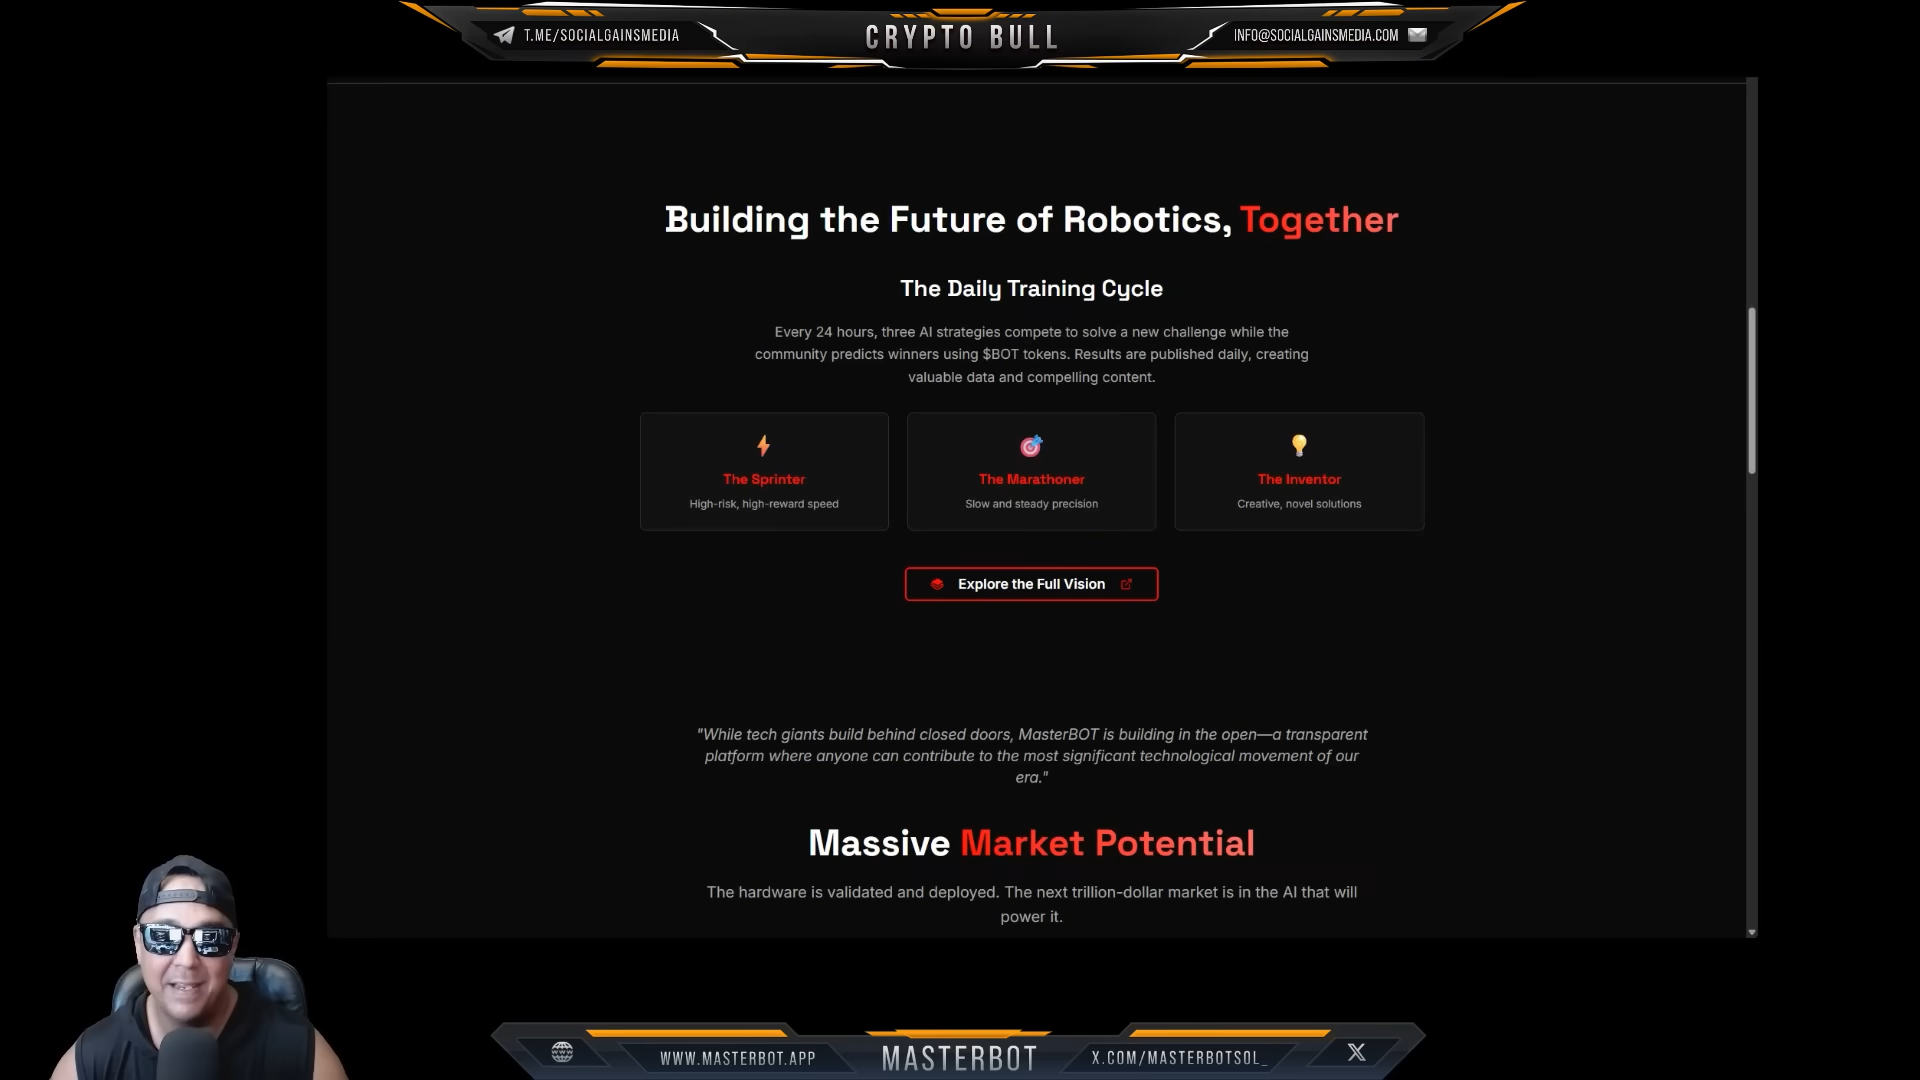 T.ME/SOCIALGAINSMEDIA
CRYPTO BULL
INFO@SOCIALGAINSMEDIA.COM
Building the Future of Robotics, Together
The Daily Training Cycle
Every 24 hours, three AI strategies compete to solve a new challenge while the
community predicts winners using $BOT tokens. Results are published daily, creating
valuable data and compelling content.
The Sprinter
High-risk, high-reward speed
The Marathoner
Slow and steady precision
The Inventor
Creative, novel solutions
Explore the Full Vision
"While tech giants build behind closed doors, MasterBOT is building in the open—a transparent
platform where anyone can contribute to the most significant technological movement of our
era."
Massive Market Potential
The hardware is validated and deployed. The next trillion-dollar market is in the AI that will
power it.
WWW.MASTERBOT.APP
MASTERBOT
X.COM/MASTERBOTSOL_